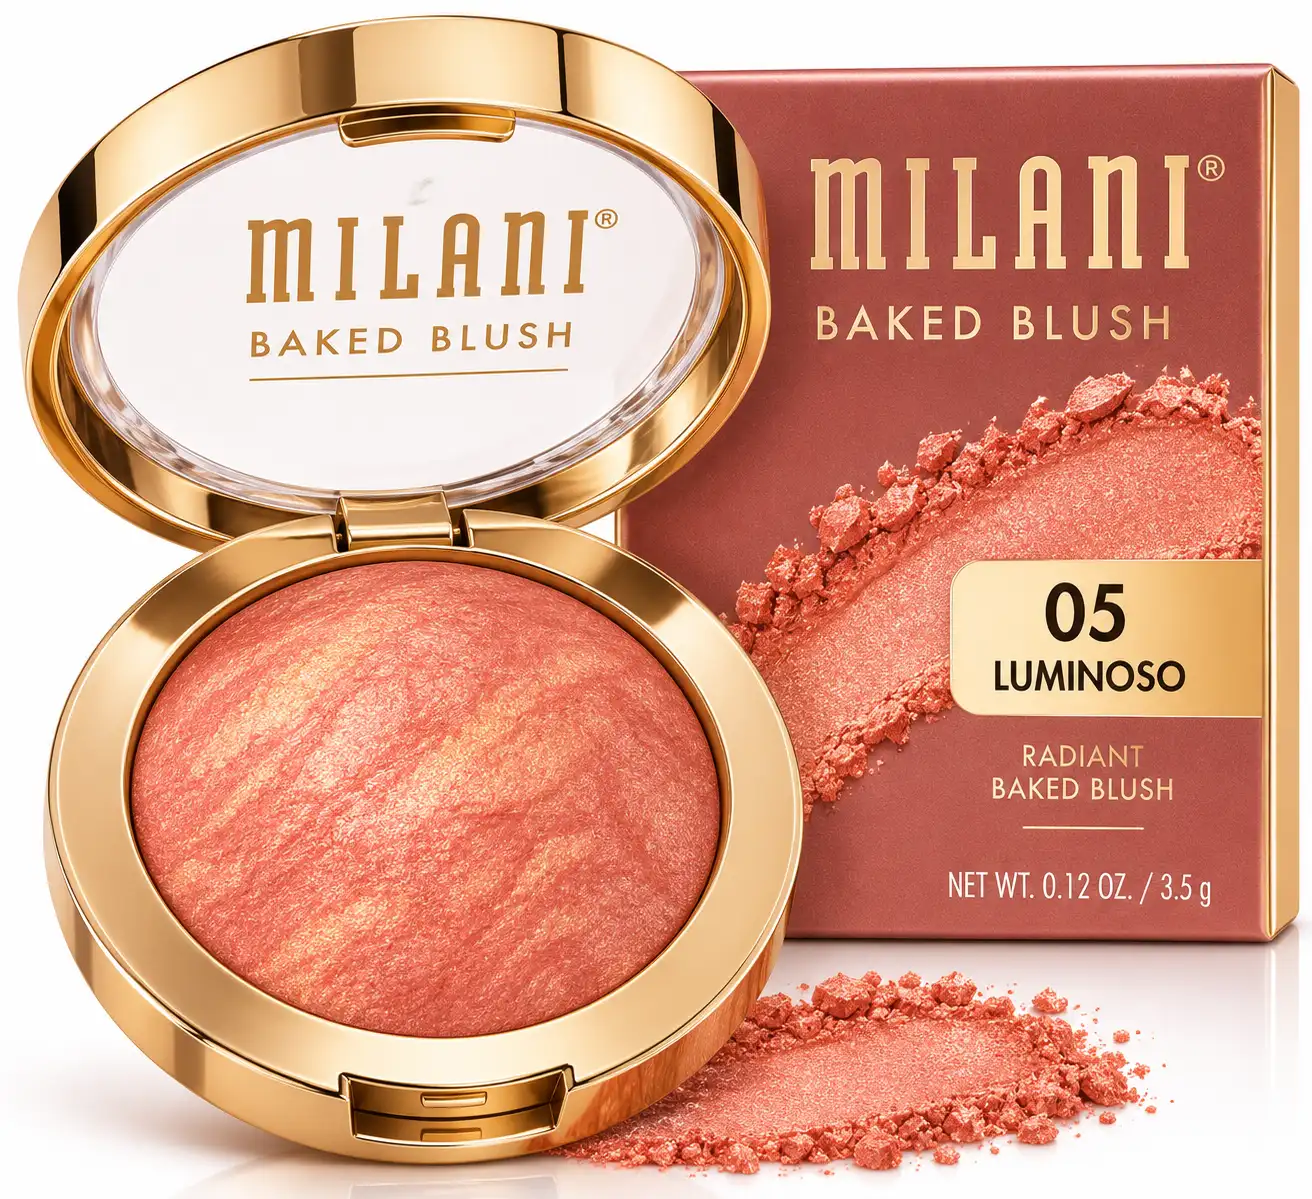 MILANI®
BAKED BLUSH
MILANI®
BAKED BLUSH
05
LUMINOSO
RADIANT
BAKED BLUSH
NET WT. 0.12 OZ. / 3.5 g